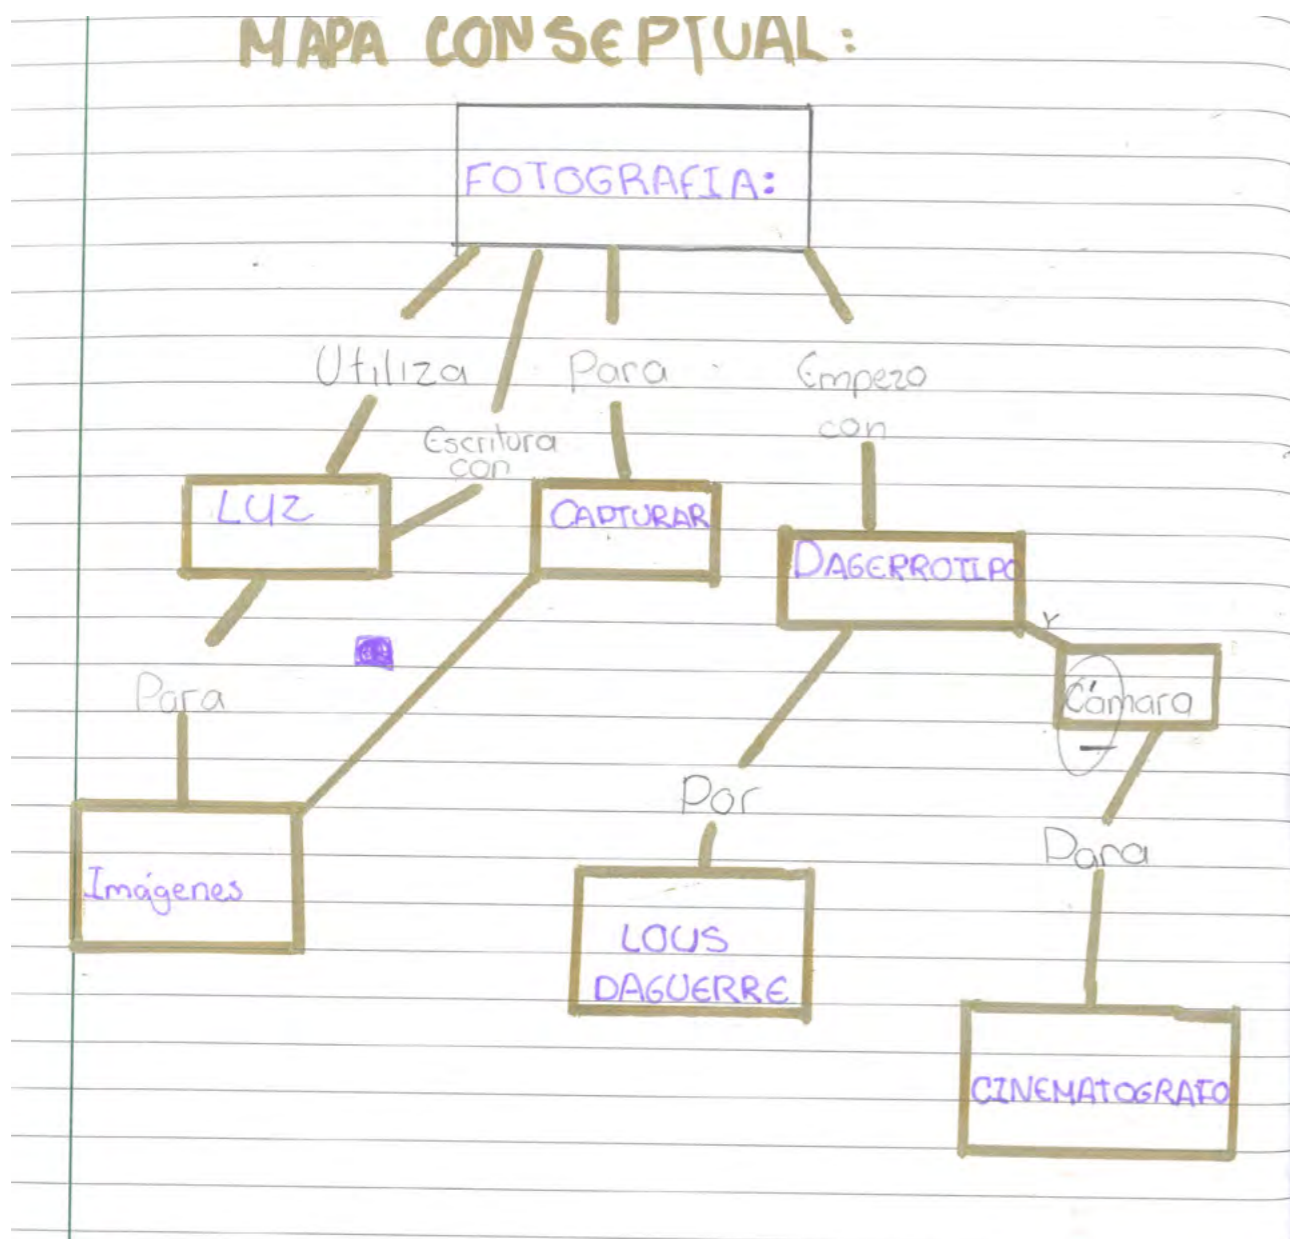 MAPA CONSEPTUAL:
FOTOGRAFIA:
Utiliza
Para
Empezo
con
Escritura
con
LUZ
CAPTURAR
DAGERROTIPO
Y
Cámara
Para
Imágenes
Por
LOUS
DAGUERRE
Para
CINEMATOGRAFO